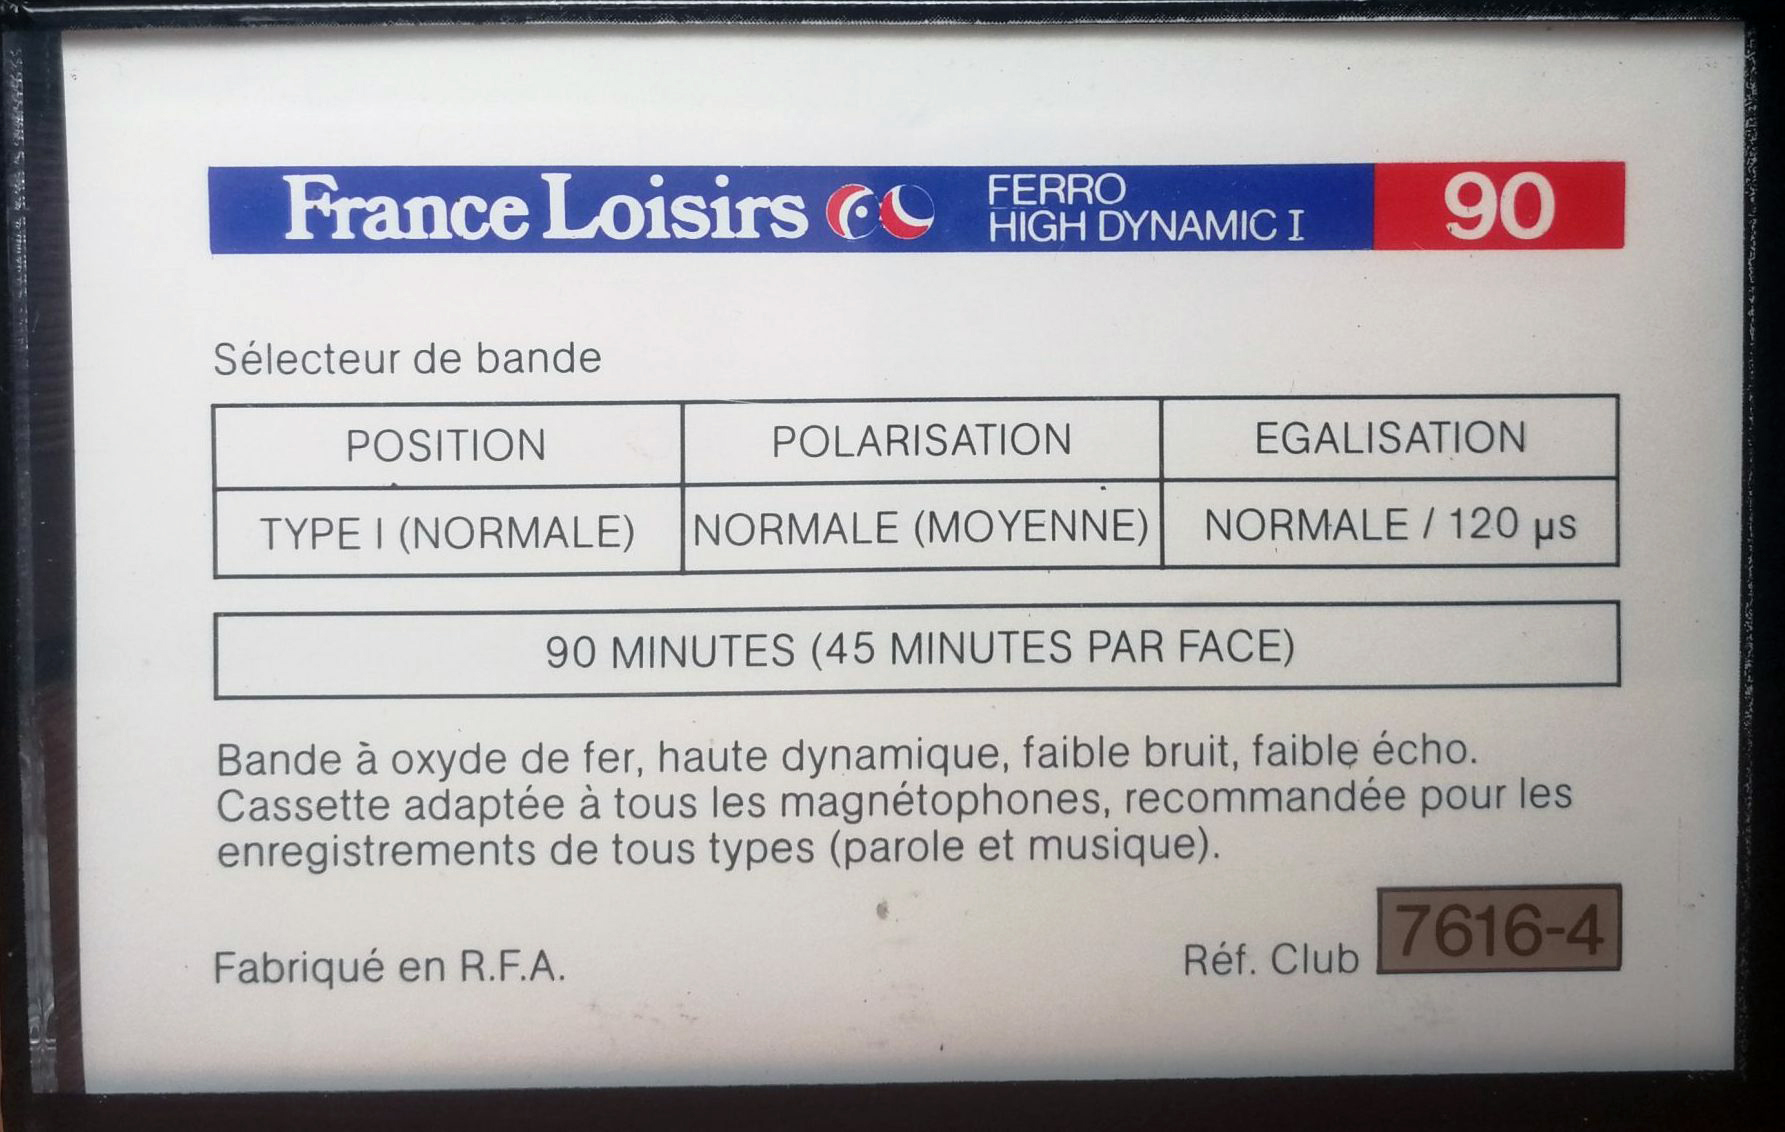 France Loisirs FERRO HIGH DYNAMIC I 90
Sélecteur de bande
POSITION POLARISATION EGALISATION
TYPE I (NORMALE) NORMALE (MOYENNE) NORMALE / 120 µs
90 MINUTES (45 MINUTES PAR FACE)
Bande à oxyde de fer, haute dynamique, faible bruit, faible écho.
Cassette adaptée à tous les magnétophones, recommandée pour les
enregistrements de tous types (parole et musique).
Fabriqué en R.F.A. Réf. Club 7616-4